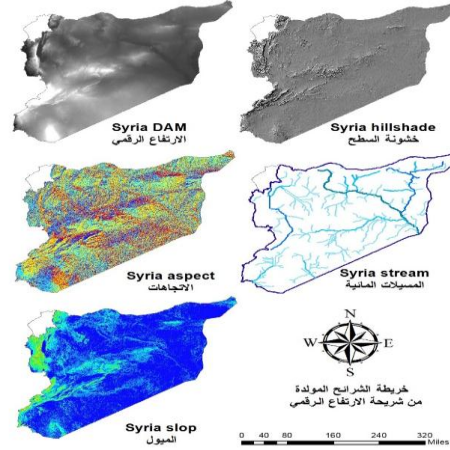 Syria DAM
الارتفاع الرقمي
Syria hillshade
خشونة السطح
Syria aspect
الاتجاهات
Syria stream
المسيلات المائية
Syria slop
الميول
N
W E
S
خريطة الشرائح المولدة
من شريحة الارتفاع الرقمي
0 40 80 160 240 320
Miles